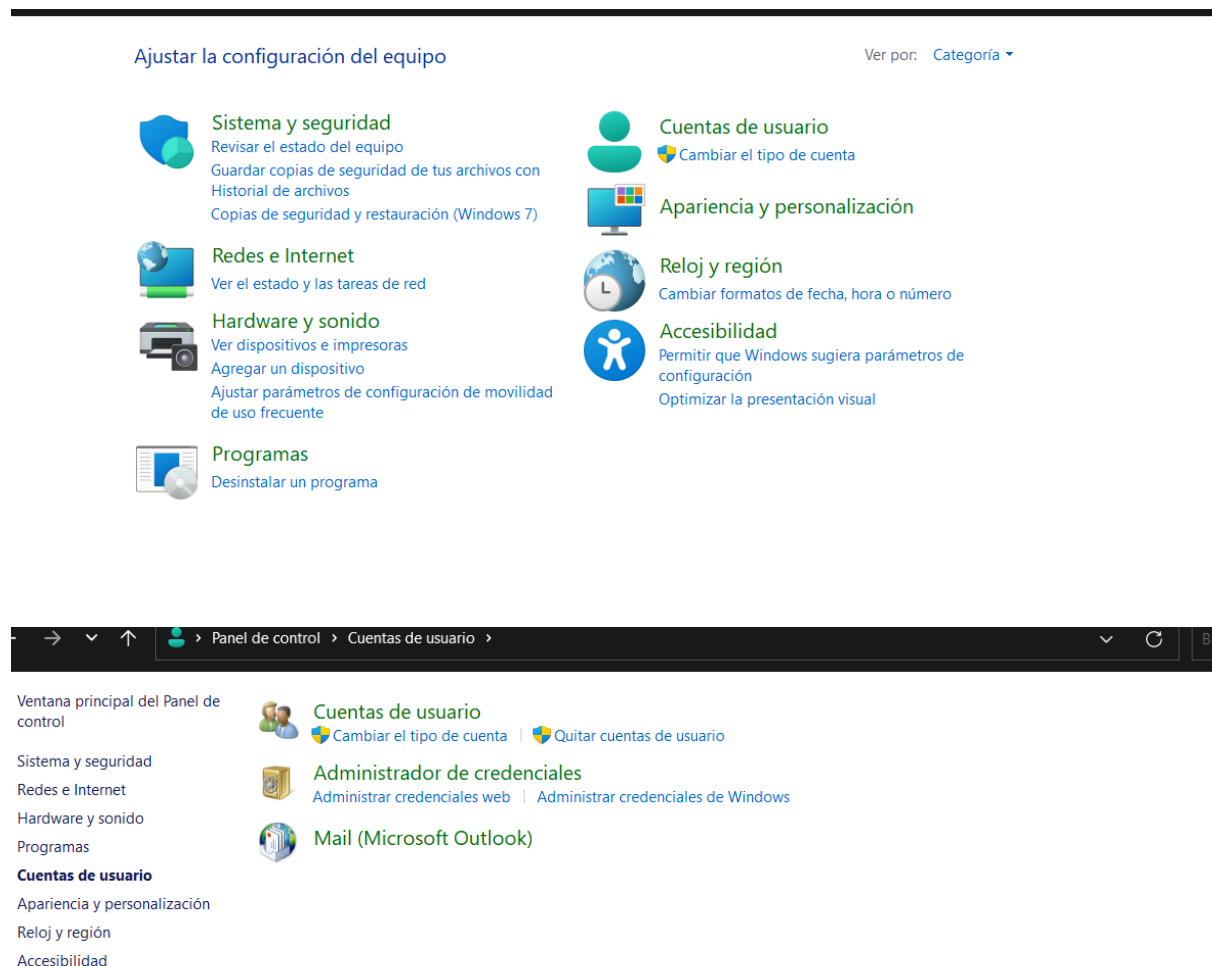 Ajustar la configuración del equipo
Ver por: Categoría
Sistema y seguridad
Revisar el estado del equipo
Guardar copias de seguridad de tus archivos con
Historial de archivos
Copias de seguridad y restauración (Windows 7)
Redes e Internet
Ver el estado y las tareas de red
Hardware y sonido
Ver dispositivos e impresoras
Agregar un dispositivo
Ajustar parámetros de configuración de movilidad
de uso frecuente
Programas
Desinstalar un programa
Cuentas de usuario
Cambiar el tipo de cuenta
Apariencia y personalización
Reloj y región
Cambiar formatos de fecha, hora o número
Accesibilidad
Permitir que Windows sugiera parámetros de
configuración
Optimizar la presentación visual
Panel de control > Cuentas de usuario >
Ventana principal del Panel de
control
Sistema y seguridad
Redes e Internet
Hardware y sonido
Programas
Cuentas de usuario
Apariencia y personalización
Reloj y región
Accesibilidad
Cuentas de usuario
Cambiar el tipo de cuenta | Quitar cuentas de usuario
Administrador de credenciales
Administrar credenciales web | Administrar credenciales de Windows
Mail (Microsoft Outlook)